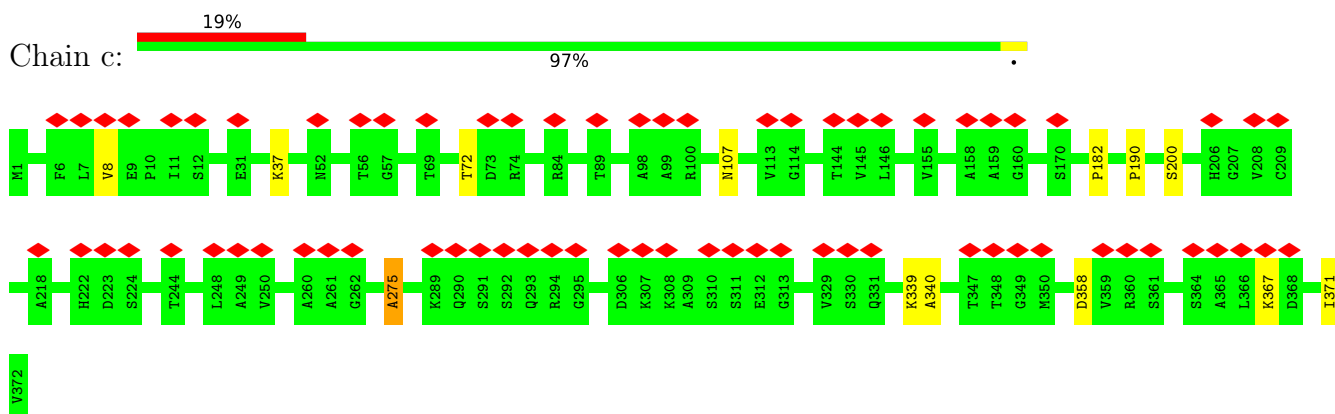 19%
Chain c:
97%
•
M1 F6 L7 V8 E9 P10 I11 S12 E31 K37 N52 T56 G57 T69 T72 D73 R74 R84 T89 A98 A99 R100 N107 V113 G114 T144 V145 L146 V155 A158 A159 G160 S170 P182 P190 S200 H206 G207 V208 C209
A218 H222 D223 S224 T244 L248 A249 V250 A260 A261 G262 A275 K289 Q290 S291 S292 Q293 R294 G295 D306 K307 K308 A309 S310 S311 E312 G313 V329 S330 Q331 K339 A340 T347 T348 G349 M350 D358 V359 R360 S361 S364 A365 L366 K367 D368 I371
V372